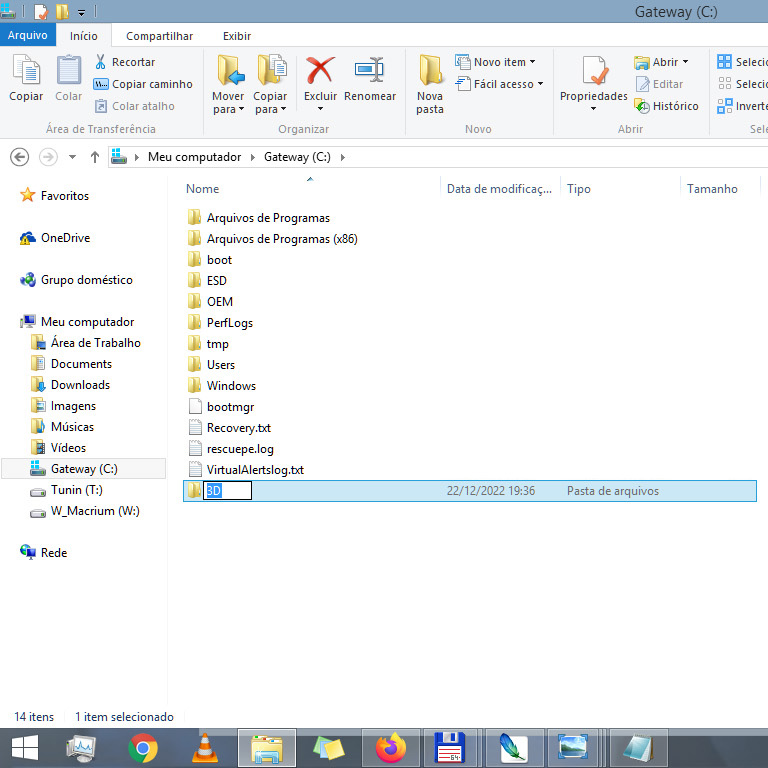 Gateway (C:)
Arquivo Início Compartilhar Exibir
Copiar Colar Recortar Copiar caminho Colar atalho
Área de Transferência
Mover para Copiar para Excluir Renomear
Organizar
Nova pasta Novo item Fácil acesso
Novo
Propriedades Abrir Editar Histórico
Abrir
Selecio
Selecio
Inverte
Sele
Meu computador Gateway (C:)
Favoritos
OneDrive
Grupo doméstico
Meu computador
Área de Trabalho
Documents
Downloads
Imagens
Músicas
Vídeos
Gateway (C:)
Tunin (T:)
W_Macrium (W:)
Rede
Nome Data de modificaç... Tipo Tamanho
Arquivos de Programas
Arquivos de Programas (x86)
boot
ESD
OEM
PerfLogs
tmp
Users
Windows
bootmgr
Recovery.txt
rescuepe.log
VirtualAlertslog.txt
3D 22/12/2022 19:36 Pasta de arquivos
14 itens 1 item selecionado
64